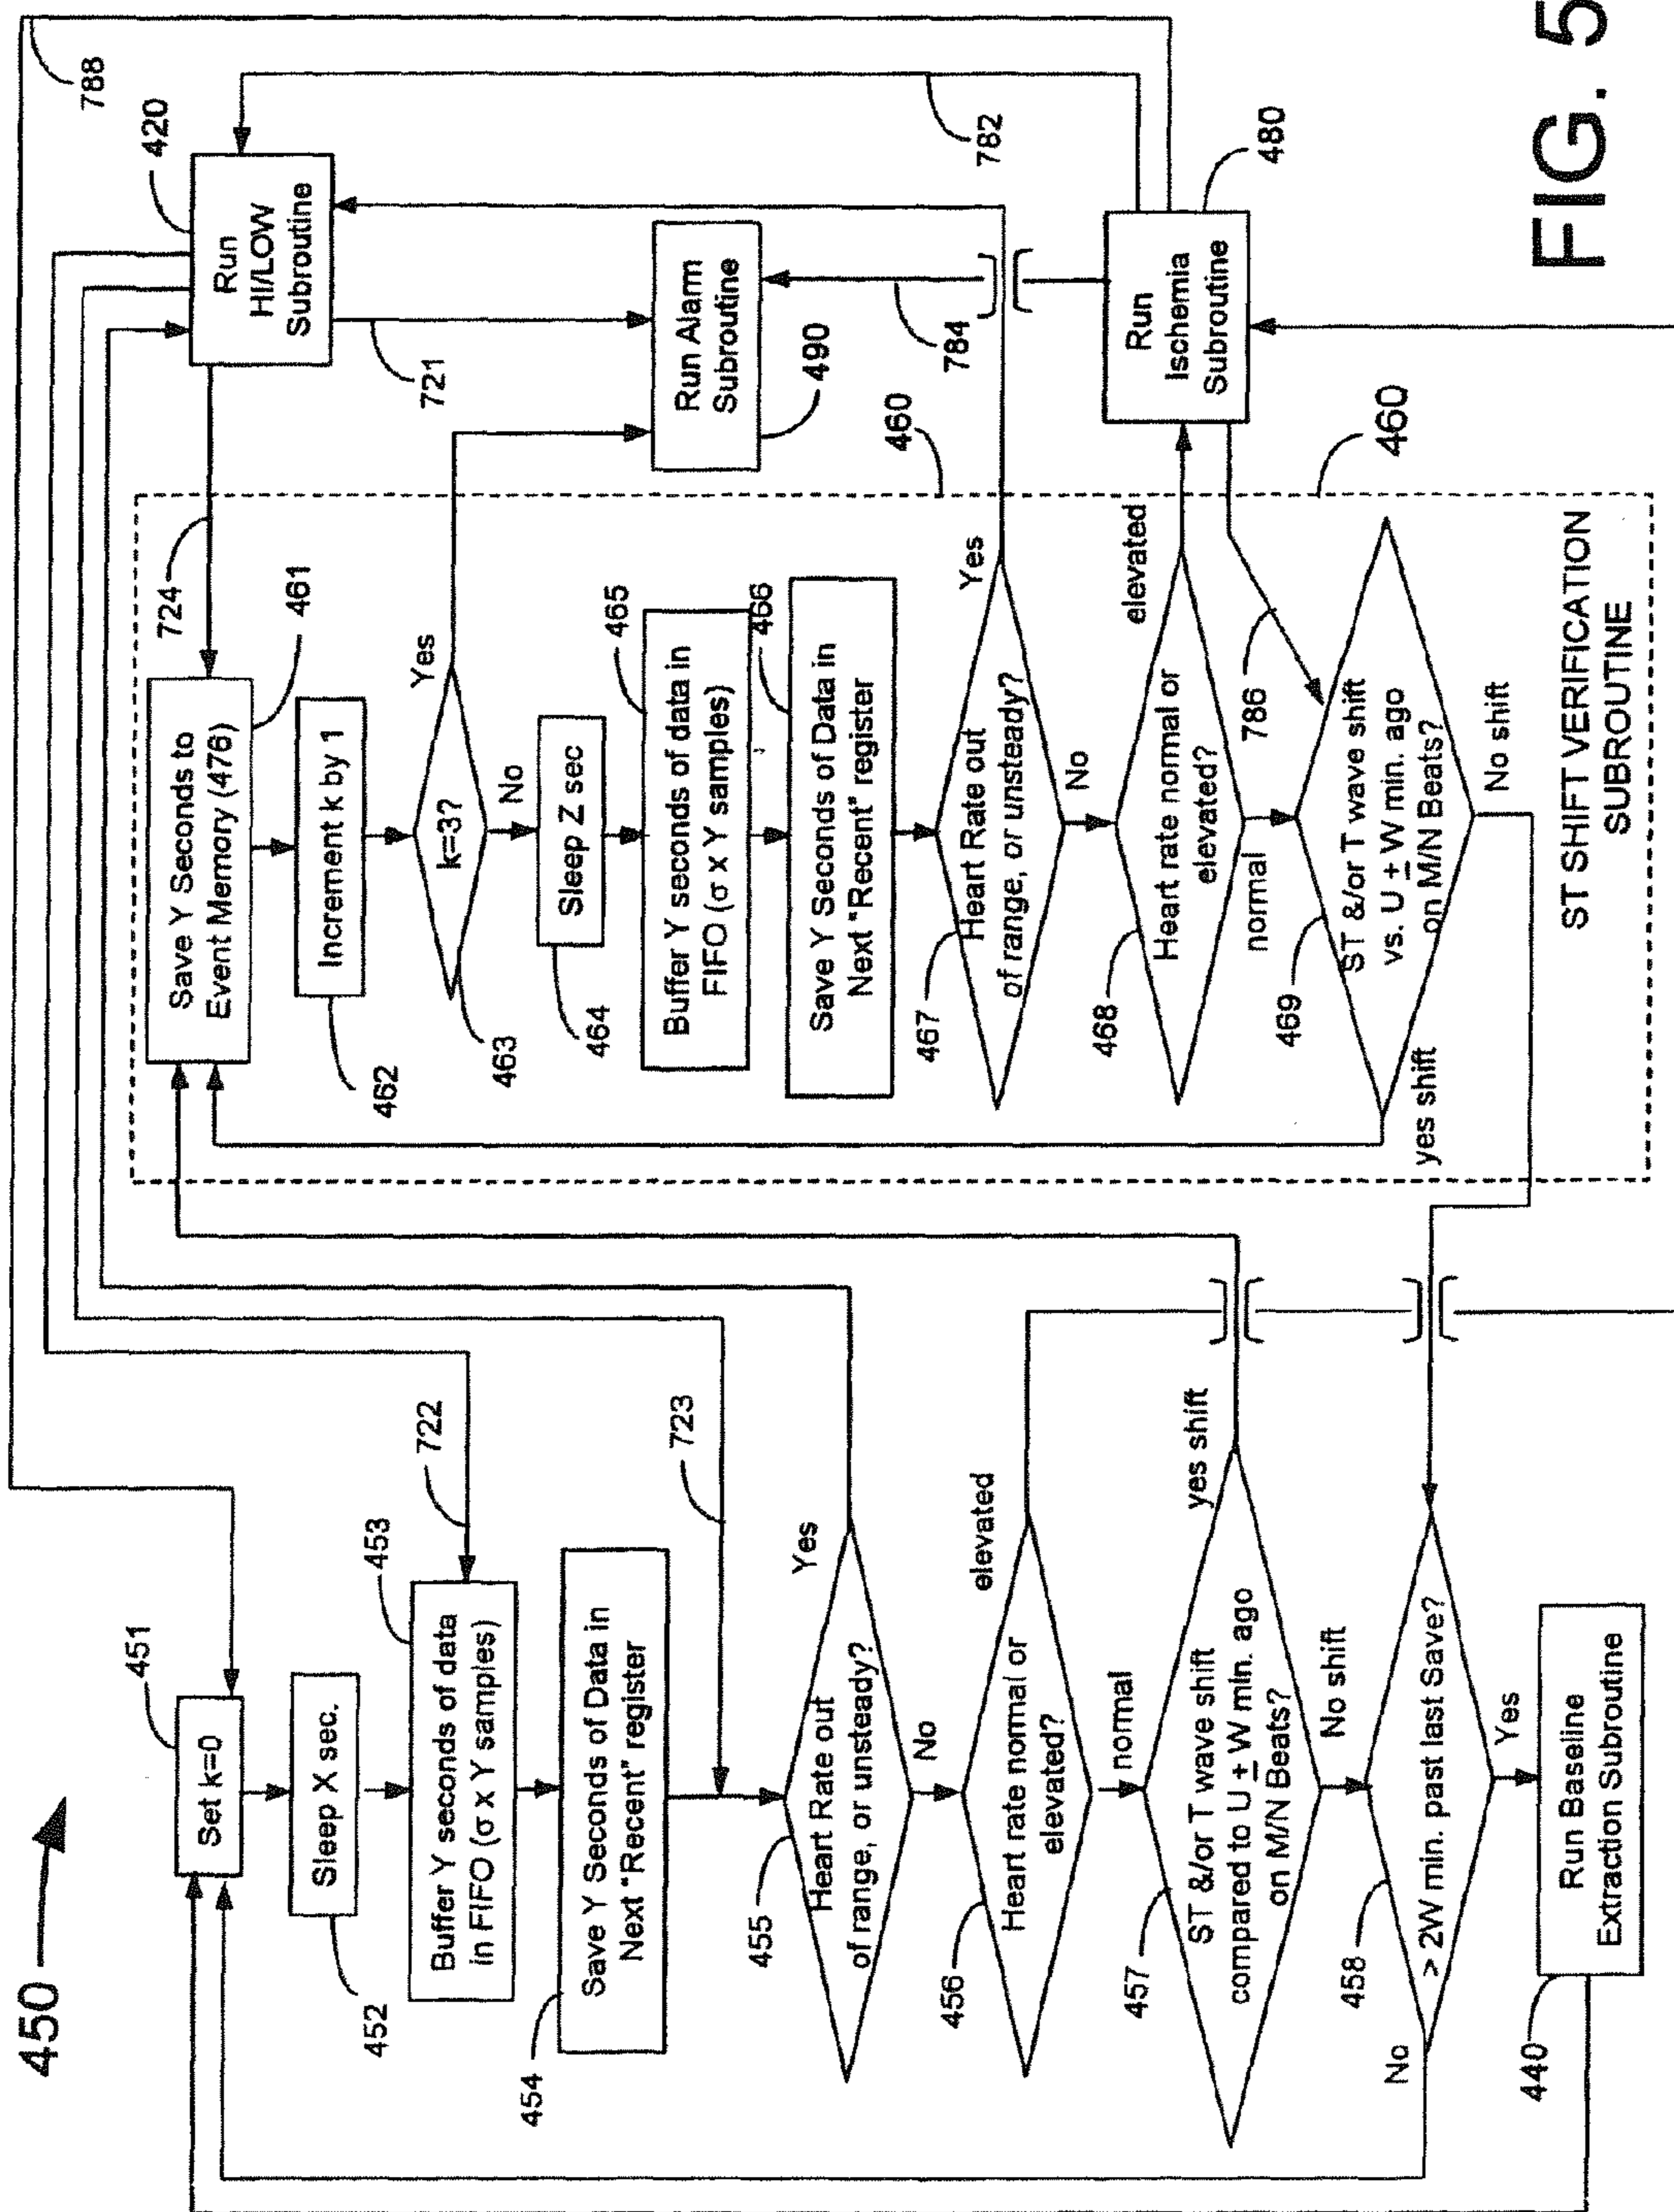 450
451
Set k=0
Sleep X sec.
452
Buffer Y seconds of data
in FIFO (σ x Y samples)
453
722
Save Y Seconds of Data in
Next "Recent" register
454
723
Heart Rate out
of range, or unsteady?
455
Yes
No
Heart rate normal or
elevated?
456
elevated
normal
ST &/or T wave shift
compared to U ± W min. ago
on M/N Beats?
457
yes shift
No shift
> 2W min. past last Save?
458
No
Yes
Run Baseline
Extraction Subroutine
440
724
Save Y Seconds to
Event Memory (476)
461
Increment k by 1
462
k=3?
463
Yes
No
Sleep Z sec
464
Buffer Y seconds of data in
FIFO (σ x Y samples)
465
Save Y Seconds of Data in
Next "Recent" register
466
Heart Rate out
of range, or unsteady?
467
Yes
No
Heart rate normal or
elevated?
468
elevated
normal
786
ST &/or T wave shift
vs. U ± W min. ago
on M/N Beats?
469
yes shift
No shift
ST SHIFT VERIFICATION
SUBROUTINE
460
460
Run
HI/LOW
Subroutine
420
788
721
Run Alarm
Subroutine
490
784
782
Run
Ischemia
Subroutine
480
FIG. 5